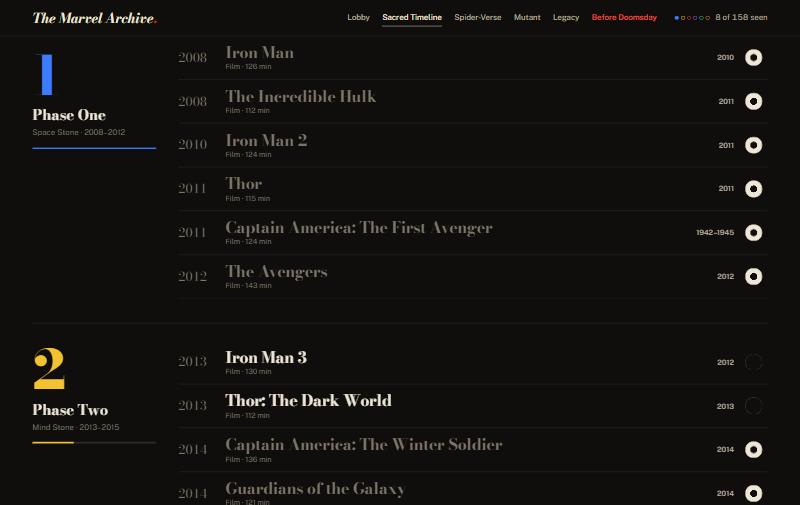 The Marvel Archive.
Lobby Sacred Timeline Spider-Verse Mutant Legacy Before Doomsday 8 of 158 seen
1
Phase One
Space Stone · 2008–2012
2008 Iron Man 2010
Film · 126 min
2008 The Incredible Hulk 2011
Film · 112 min
2010 Iron Man 2 2011
Film · 124 min
2011 Thor 2011
Film · 115 min
2011 Captain America: The First Avenger 1942–1945
Film · 124 min
2012 The Avengers 2012
Film · 143 min
2
Phase Two
Mind Stone · 2013–2015
2013 Iron Man 3 2012
Film · 130 min
2013 Thor: The Dark World 2013
Film · 112 min
2014 Captain America: The Winter Soldier 2014
Film · 136 min
2014 Guardians of the Galaxy 2014
Film · 121 min